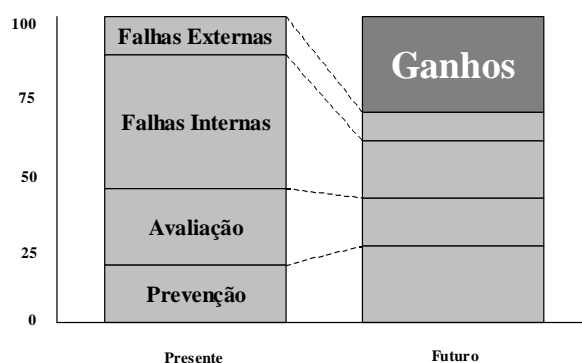 100
75
50
25
0
Falhas Externas
Falhas Internas
Avaliação
Prevenção
Ganhos
Presente
Futuro